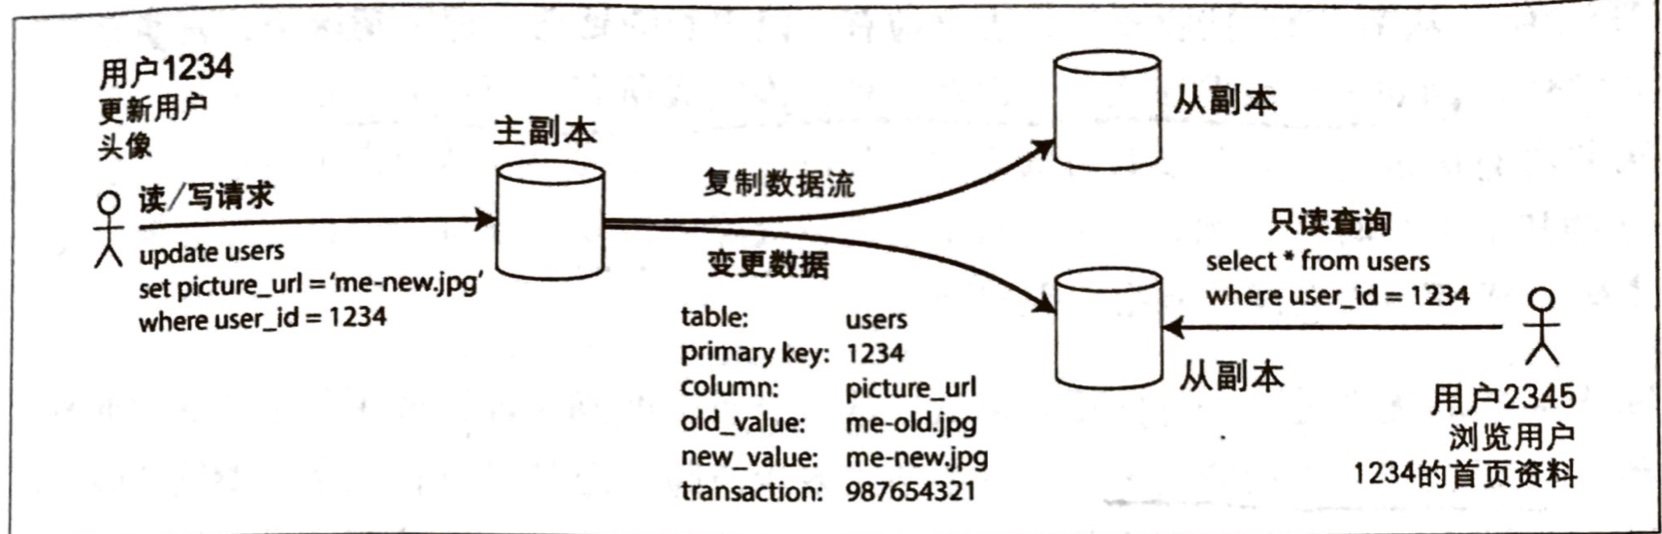 用户1234
更新用户
头像
读/写请求
update users
set picture_url = 'me-new.jpg'
where user_id = 1234
主副本
复制数据流
变更数据
table: users
primary key: 1234
column: picture_url
old_value: me-old.jpg
new_value: me-new.jpg
transaction: 987654321
从副本
只读查询
select * from users
where user_id = 1234
从副本
用户2345
浏览用户
1234的首页资料